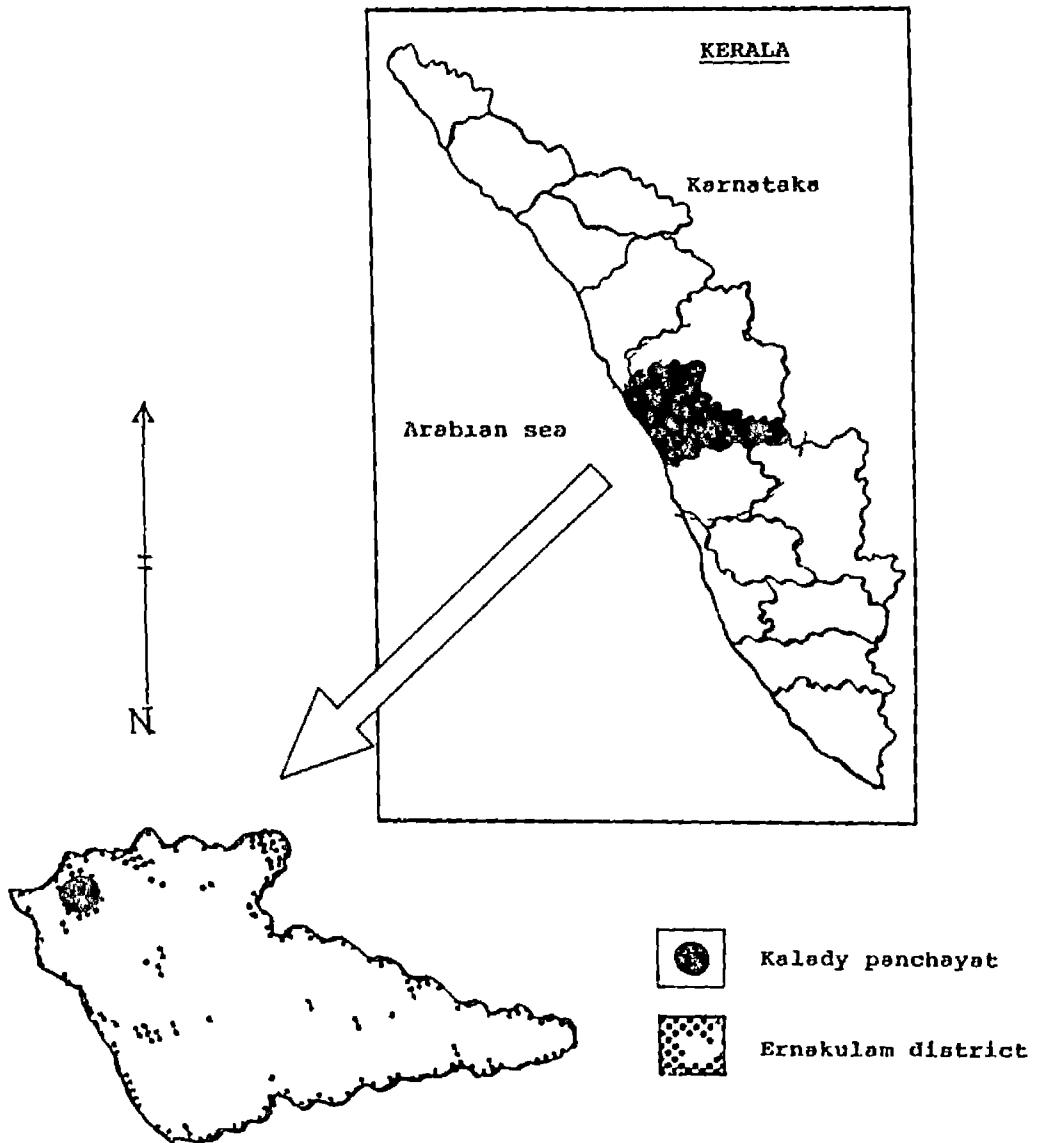 KERALA
Karnataka
Arabian sea
N
Kalady panchayat
Ernakulam district